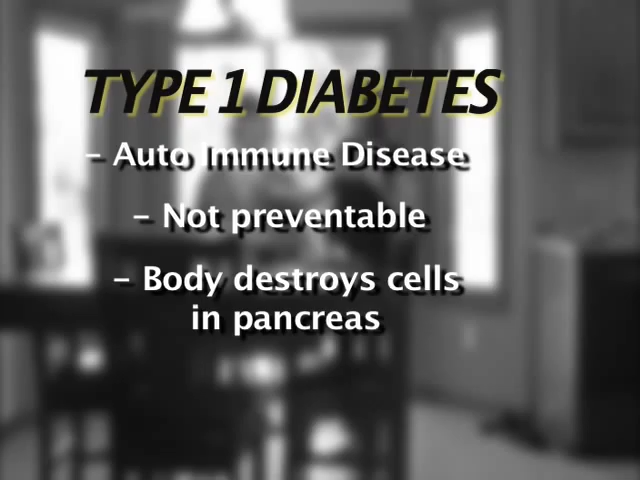 TYPE 1 DIABETES
- Auto Immune Disease
- Not preventable
- Body destroys cells
in pancreas